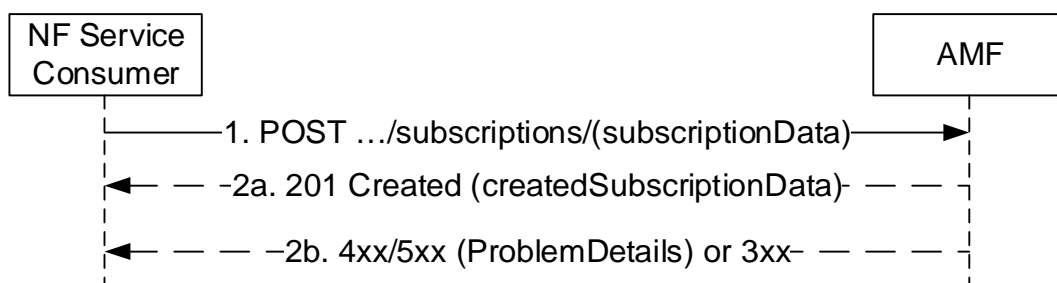 NF Service
Consumer
AMF
1. POST …/subscriptions/(subscriptionData)
2a. 201 Created (createdSubscriptionData)
2b. 4xx/5xx (ProblemDetails) or 3xx